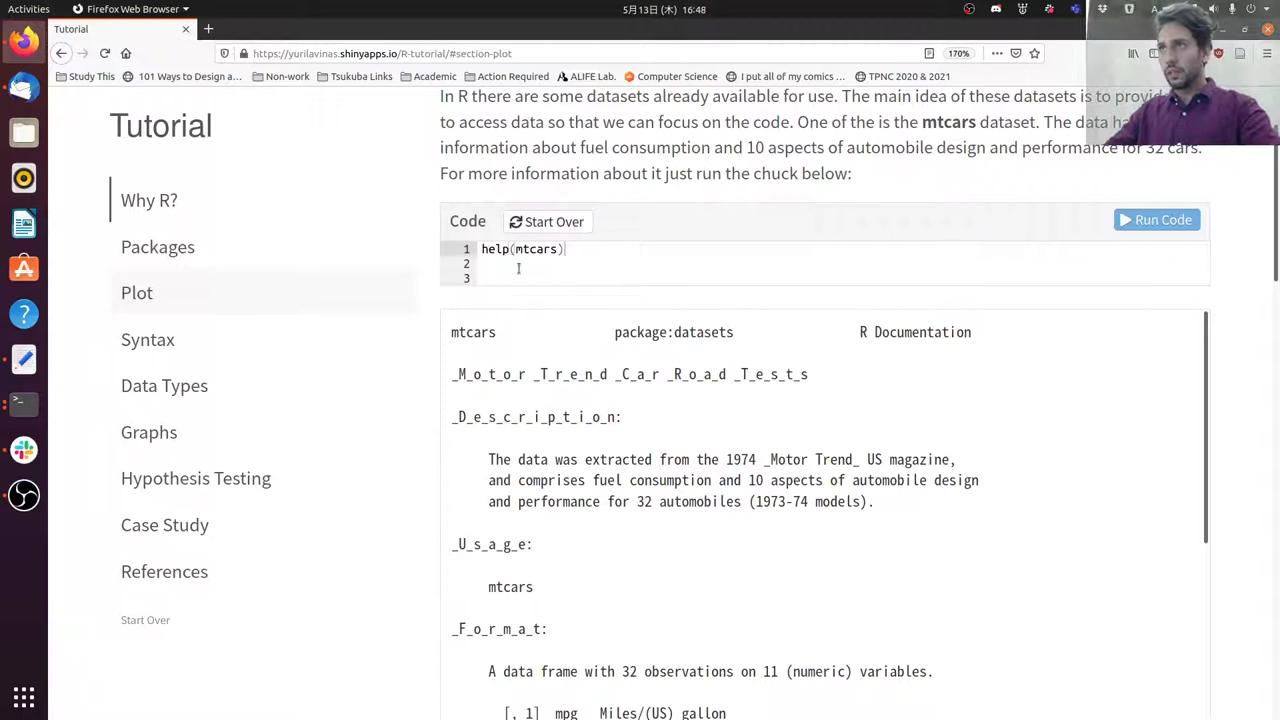 Activities Firefox Web Browser 5月13日 (木) 16:48
Tutorial
https://yurilavinas.shinyapps.io/R-tutorial/#section-plot 170%
Study This 101 Ways to Design a... Non-work Tsukuba Links Academic Action Required ALIFE Lab. Computer Science I put all of my comics ... TPNC 2020 & 2021
Tutorial
Why R?
Packages
Plot
Syntax
Data Types
Graphs
Hypothesis Testing
Case Study
References
Start Over
In R there are some datasets already available for use. The main idea of these datasets is to provid
to access data so that we can focus on the code. One of the is the mtcars dataset. The data ha
information about fuel consumption and 10 aspects of automobile design and performance for 32 cars.
For more information about it just run the chuck below:
Code Start Over Run Code
1 help(mtcars)
2
3
mtcars package:datasets R Documentation
_M_o_t_o_r _T_r_e_n_d _C_a_r _R_o_a_d _T_e_s_t_s
_D_e_s_c_r_i_p_t_i_o_n:
The data was extracted from the 1974 _Motor Trend_ US magazine,
and comprises fuel consumption and 10 aspects of automobile design
and performance for 32 automobiles (1973-74 models).
_U_s_a_g_e:
mtcars
_F_o_r_m_a_t:
A data frame with 32 observations on 11 (numeric) variables.
[, 1] mpg Miles/(US) gallon